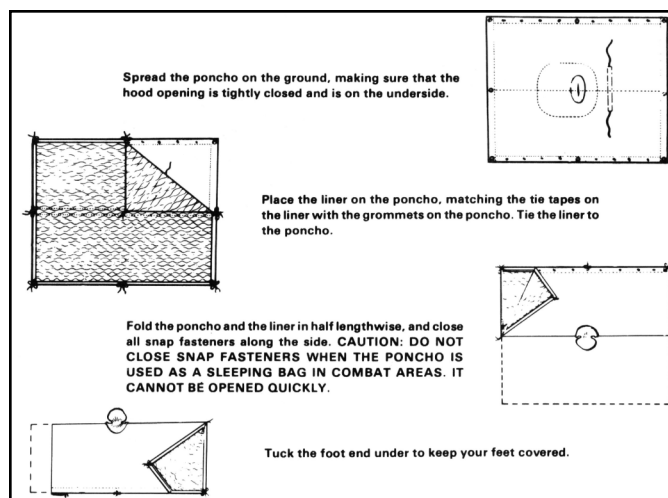 Spread the poncho on the ground, making sure that the
hood opening is tightly closed and is on the underside.
Place the liner on the poncho, matching the tie tapes on
the liner with the grommets on the poncho. Tie the liner to
the poncho.
Fold the poncho and the liner in half lengthwise, and close
all snap fasteners along the side. CAUTION: DO NOT
CLOSE SNAP FASTENERS WHEN THE PONCHO IS
USED AS A SLEEPING BAG IN COMBAT AREAS. IT
CANNOT BE OPENED QUICKLY.
Tuck the foot end under to keep your feet covered.